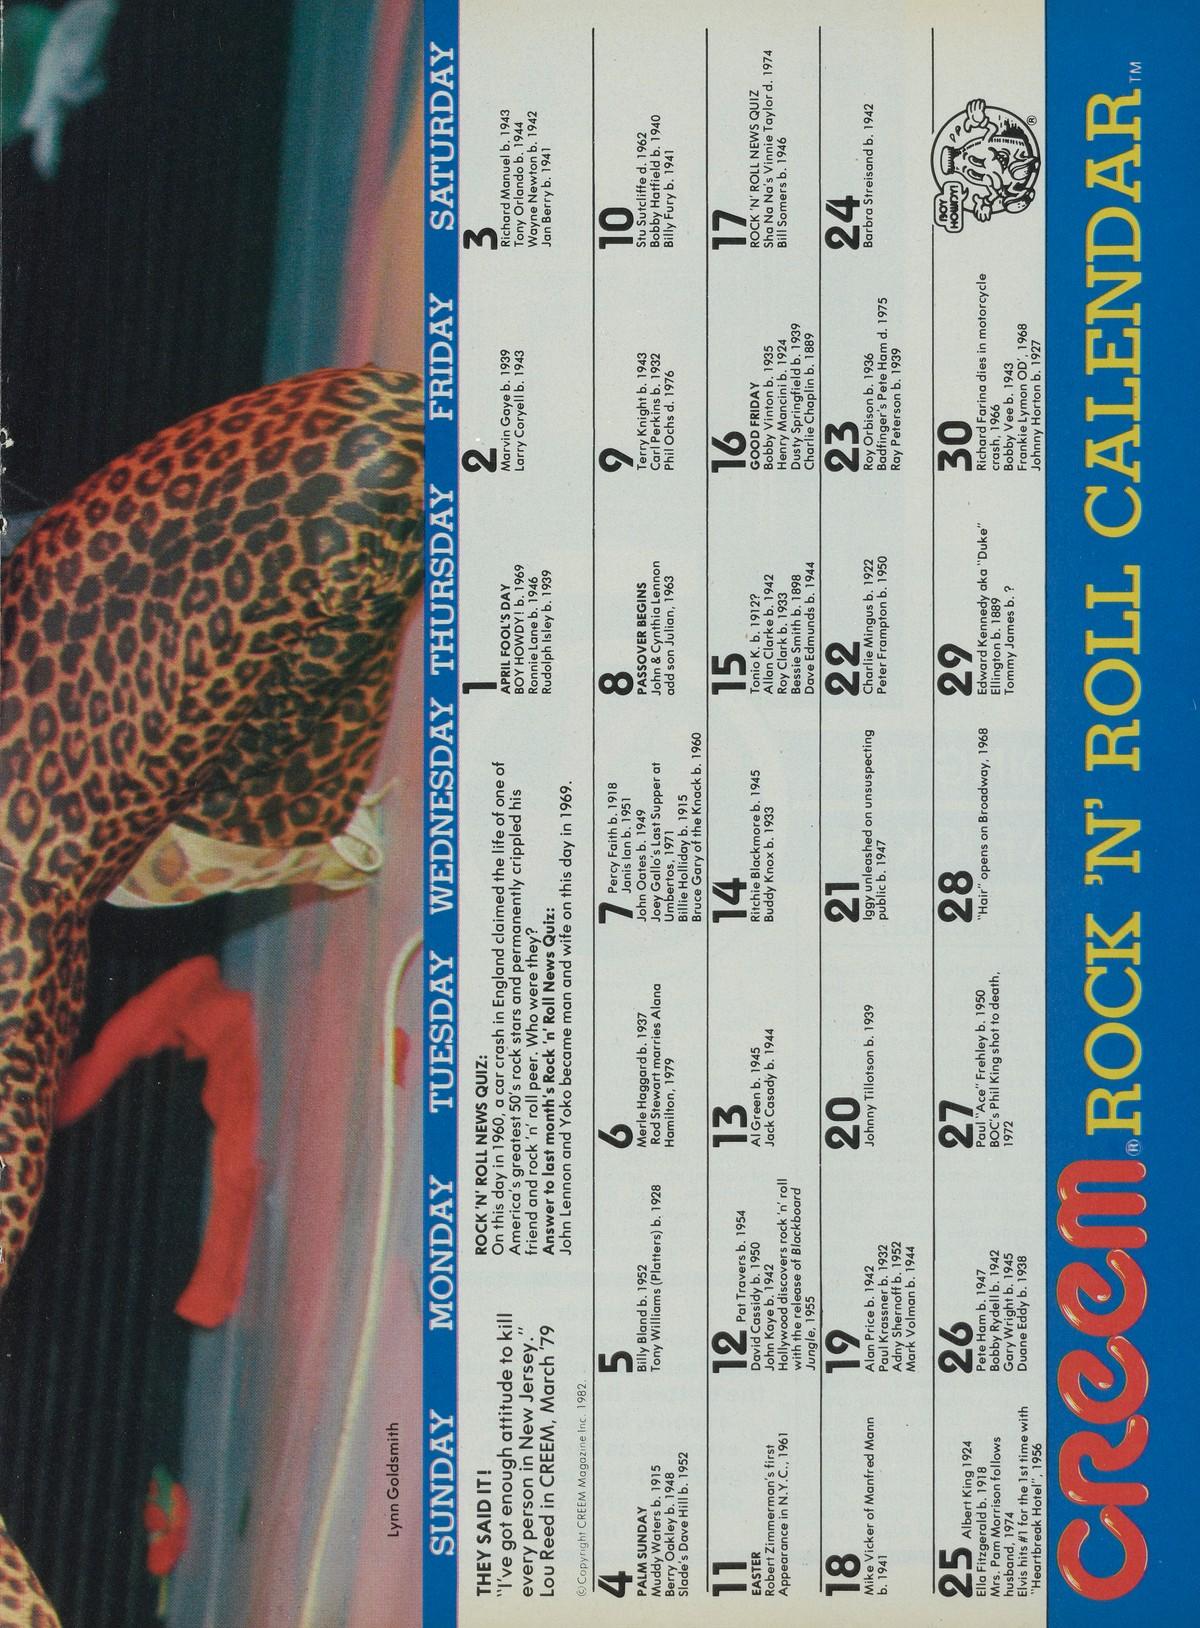 Lynn Goldsmith
SUNDAY MONDAY TUESDAY WEDNESDAY THURSDAY FRIDAY SATURDAY
THEY SAID IT!
"I've got enough attitude to kill
every person in New Jersey,"
Lou Reed in CREEM, March '79
© Copyright CREEM Magazine Inc. 1982.
ROCK 'N' ROLL NEWS QUIZ:
On this day in 1960, a car crash in England claimed the life of one of
America's greatest 50's rock stars and permanently crippled his
friend and rock 'n' roll peer. Who were they?
Answer to last month's Rock 'n' Roll News Quiz:
John Lennon and Yoko became man and wife on this day in 1969.
1
APRIL FOOL'S DAY
BOY HOWDY! b. 1969
Ronnie Lane b. 1946
Rudolph Isley b. 1939
2
Marvin Gaye b. 1939
Larry Coryell b. 1943
3
Richard Manuel b. 1943
Tony Orlando b. 1944
Wayne Newton b. 1942
Jan Berry b. 1941
4
PALM SUNDAY
Muddy Waters b. 1915
Berry Oakley b. 1948
Slade's Dave Hill b. 1952
5
Billy Bland b. 1952
Tony Williams (Platters) b. 1928
6
Merle Haggard b. 1937
Rod Stewart marries Alana
Hamilton, 1979
7 Percy Faith b. 1918
Janis Ian b. 1951
John Oates b. 1949
Joey Gallo's Last Supper at
Umbertos, 1971
Billie Holliday b. 1915
Bruce Gary of the Knack b. 1960
8
PASSOVER BEGINS
John & Cynthia Lennon
add son Julian, 1963
9
Terry Knight b. 1943
Carl Perkins b. 1932
Phil Ochs d. 1976
10
Stu Sutcliffe d. 1962
Bobby Hatfield b. 1940
Billy Fury b. 1941
11
EASTER
Robert Zimmerman's first
Appearance in N.Y.C., 1961
12 Pat Travers b. 1954
David Cassidy b. 1950
John Kaye b. 1942
Hollywood discovers rock 'n' roll
with the release of Blackboard
Jungle, 1955
13
Al Green b. 1945
Jack Casady b. 1944
14
Ritchie Blackmore b. 1945
Buddy Knox b. 1933
15
Tonio K. b. 1912?
Allan Clarke b. 1942
Roy Clark b. 1933
Bessie Smith b. 1898
Dave Edmunds b. 1944
16
GOOD FRIDAY
Bobby Vinton b. 1935
Henry Mancini b. 1924
Dusty Springfield b. 1939
Charlie Chaplin b. 1889
17
ROCK 'N' ROLL NEWS QUIZ
Sha Na Na's Vinnie Taylor d. 1974
Bill Somers b. 1946
18
Mike Vicker of Manfred Mann
b. 1941
19
Alan Price b. 1942
Paul Krassner b. 1932
Adny Shernoff b. 1952
Mark Volman b. 1944
20
Johnny Tillotson b. 1939
21
Iggy unleashed on unsuspecting
public b. 1947
22
Charlie Mingus b. 1922
Peter Frampton b. 1950
23
Roy Orbison b. 1936
Badfinger's Pete Ham d. 1975
Ray Peterson b. 1939
24
Barbra Streisand b. 1942
25 Albert King 1924
Ella Fitzgerald b. 1918
Mrs. Pam Morrison follows
husband, 1974
Elvis hits #1 for the 1st time with
"Heartbreak Hotel", 1956
26
Pete Ham b. 1947
Bobby Rydell b. 1942
Gary Wright b. 1945
Duane Eddy b. 1938
27
Paul "Ace" Frehley b. 1950
BOC's Phil King shot to death,
1972
28
"Hair" opens on Broadway, 1968
29
Edward Kennedy aka "Duke"
Ellington b. 1889
Tommy James b. ?
30
Richard Farina dies in motorcycle
crash, 1966
Bobby Vee b. 1943
Frankie Lymon OD', 1968
Johnny Horton b. 1927
BOY
HOWDY!
®
CREEM® ROCK 'N' ROLL CALENDAR™